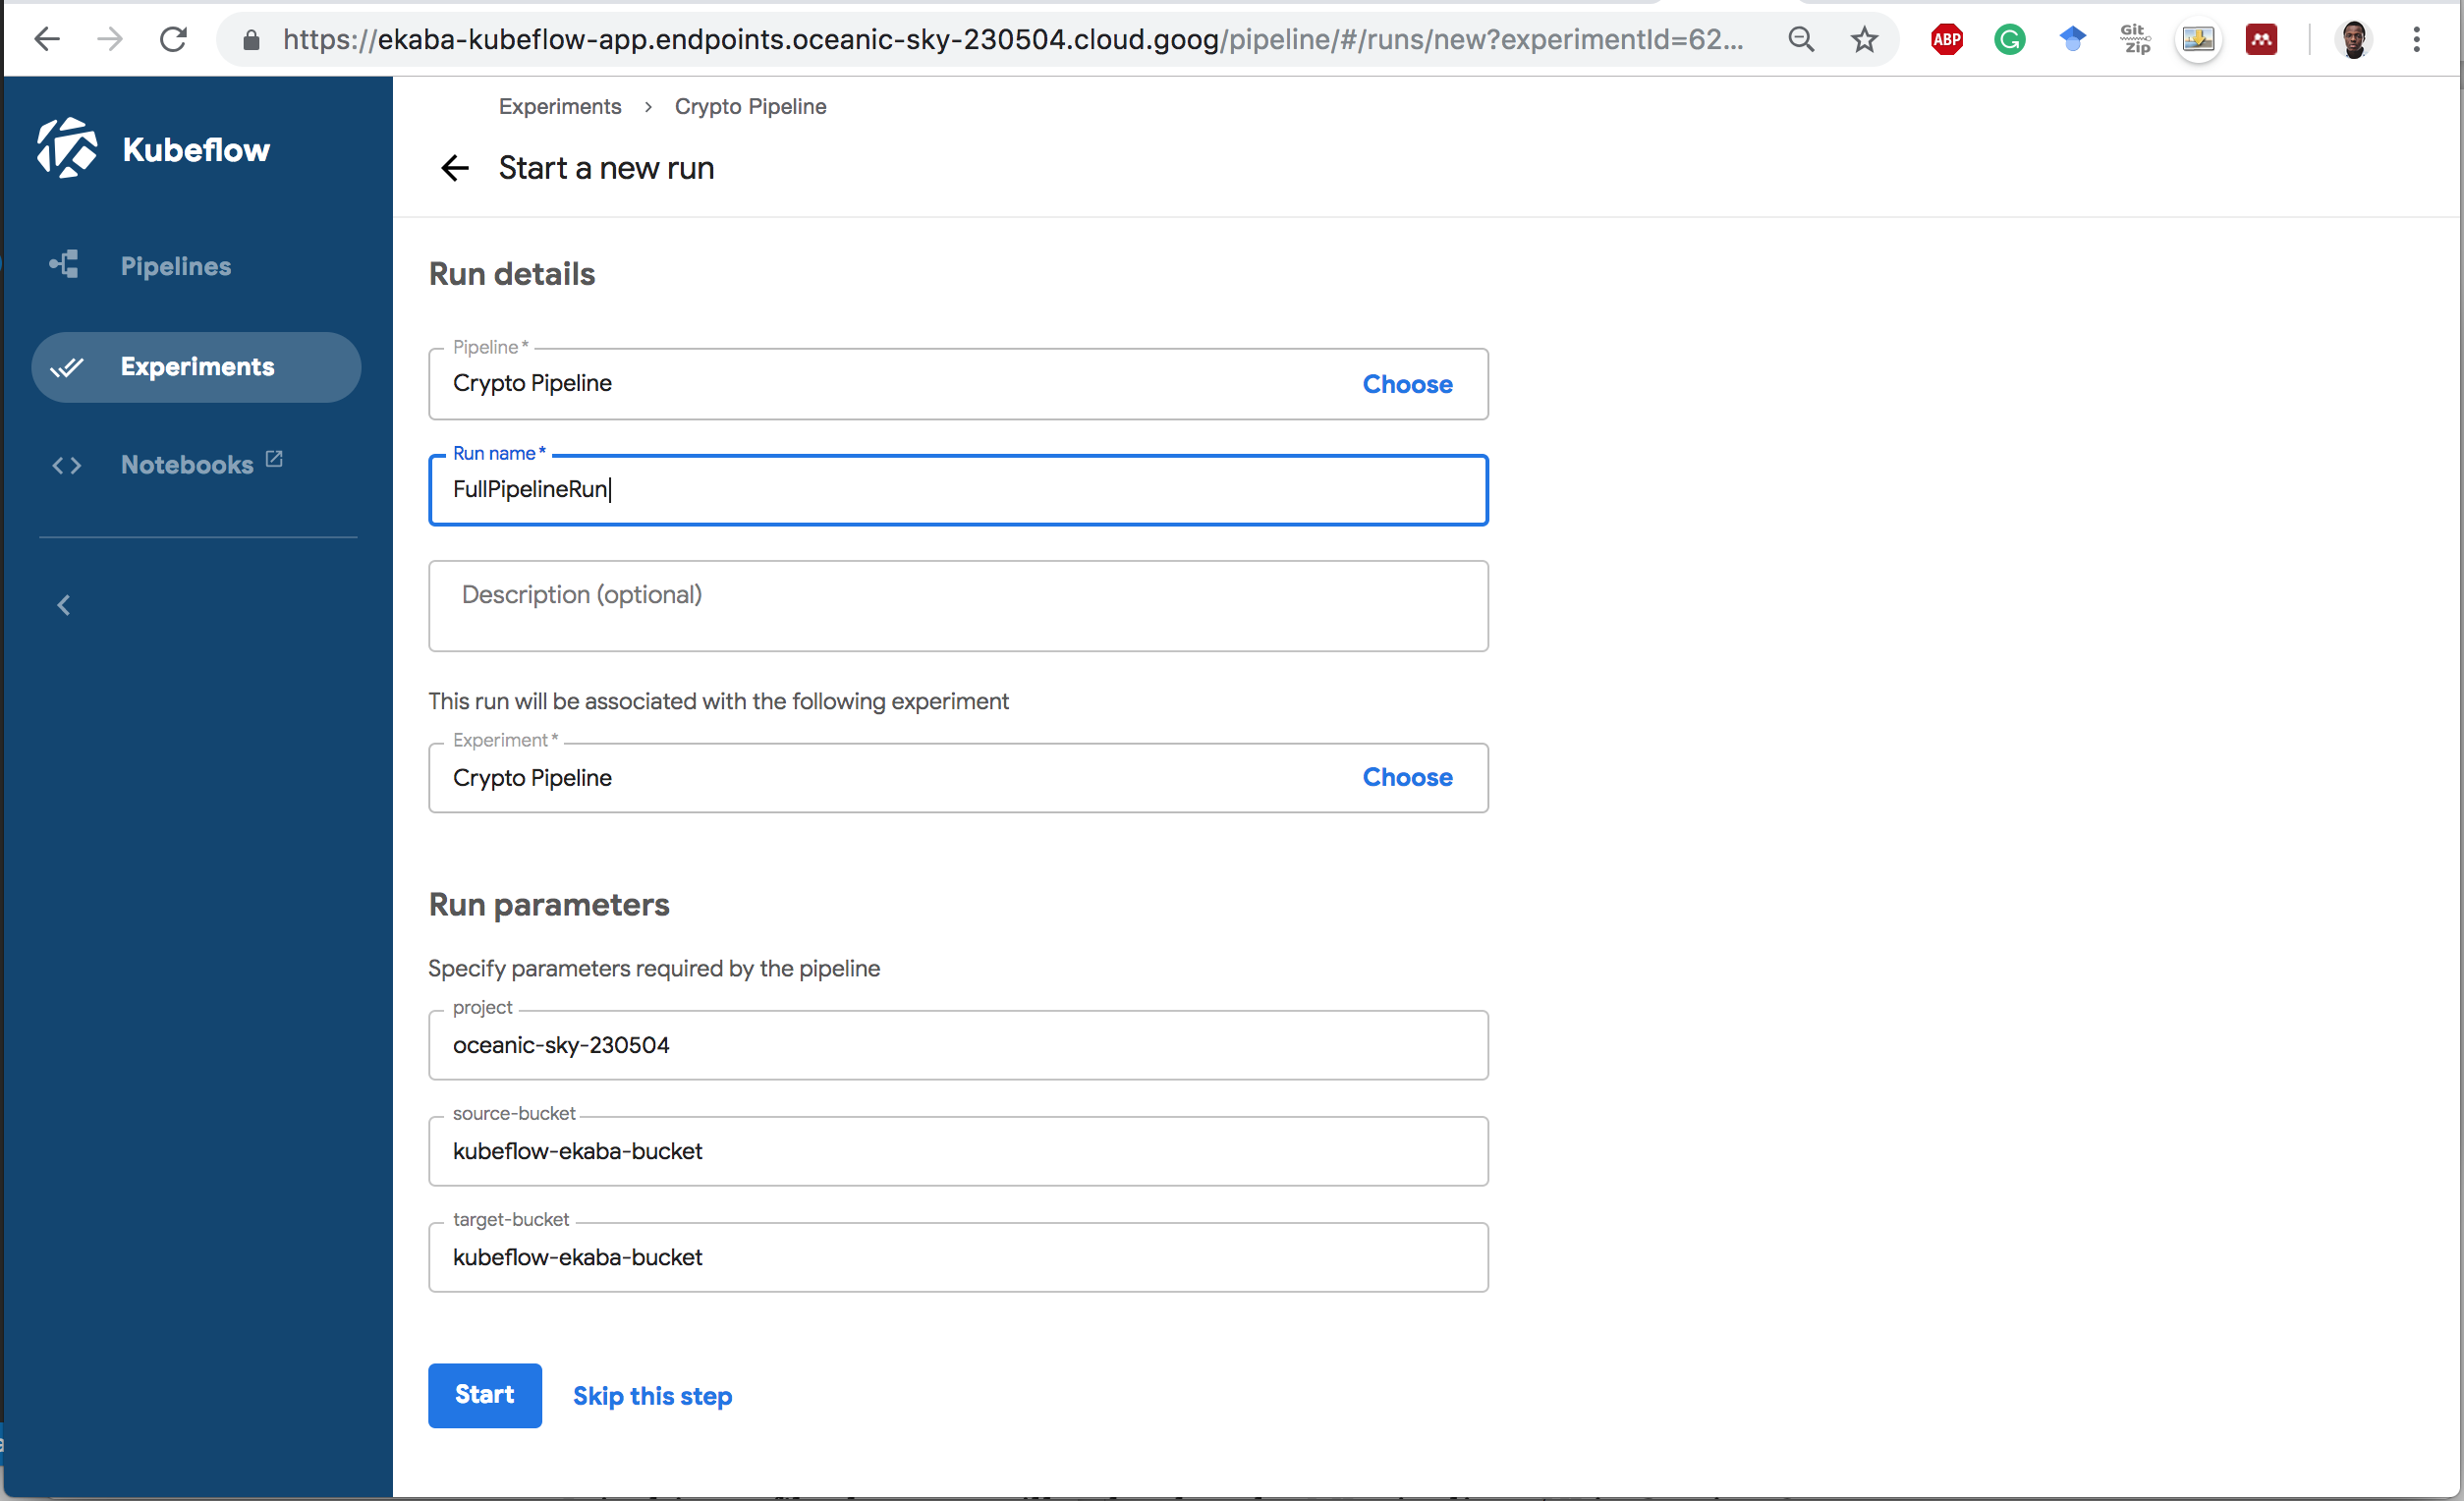 https://ekaba-kubeflow-app.endpoints.oceanic-sky-230504.cloud.goog/pipeline/#/runs/new?experimentId=62...
ABP
Git
Zip
Kubeflow
Pipelines
Experiments
Notebooks
Experiments > Crypto Pipeline
Start a new run
Run details
Pipeline*
Crypto Pipeline Choose
Run name*
FullPipelineRun
Description (optional)
This run will be associated with the following experiment
Experiment*
Crypto Pipeline Choose
Run parameters
Specify parameters required by the pipeline
project
oceanic-sky-230504
source-bucket
kubeflow-ekaba-bucket
target-bucket
kubeflow-ekaba-bucket
Start Skip this step